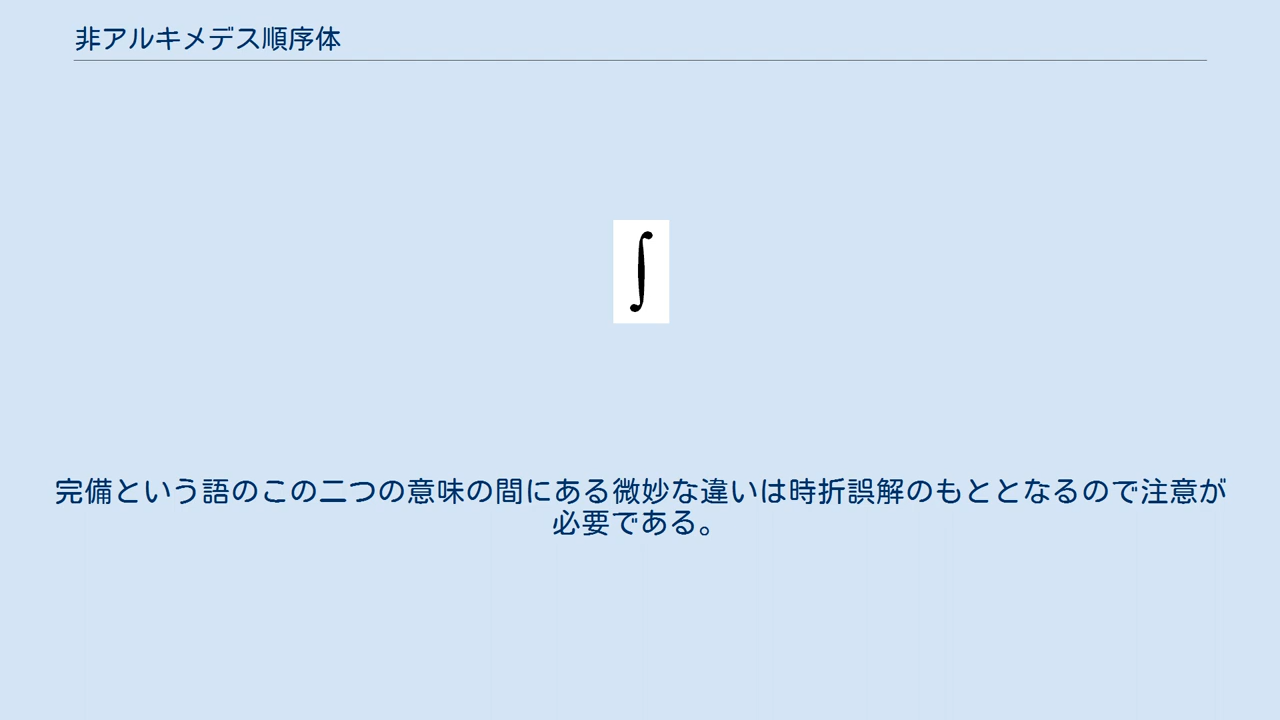 非アルキメデス順序体
∫
完備という語のこの二つの意味の間にある微妙な違いは時折誤解のもととなるので注意が
必要である。